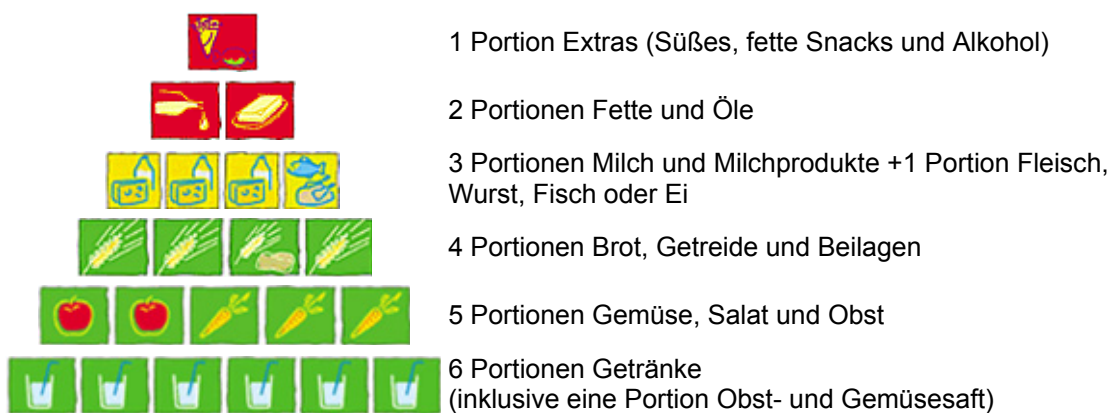 1 Portion Extras (Süßes, fette Snacks und Alkohol)
2 Portionen Fette und Öle
3 Portionen Milch und Milchprodukte +1 Portion Fleisch,
Wurst, Fisch oder Ei
4 Portionen Brot, Getreide und Beilagen
5 Portionen Gemüse, Salat und Obst
6 Portionen Getränke
(inklusive eine Portion Obst- und Gemüsesaft)